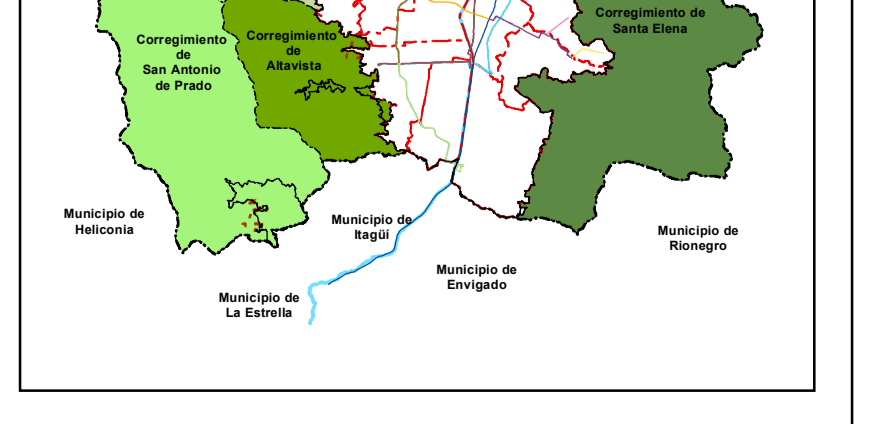 Corregimiento de
Santa Elena
Corregimiento
de
San Antonio
de Prado
Corregimiento
de
Altavista
Municipio de
Heliconia
Municipio de
Itagüí
Municipio de
Rionegro
Municipio de
Envigado
Municipio de
La Estrella